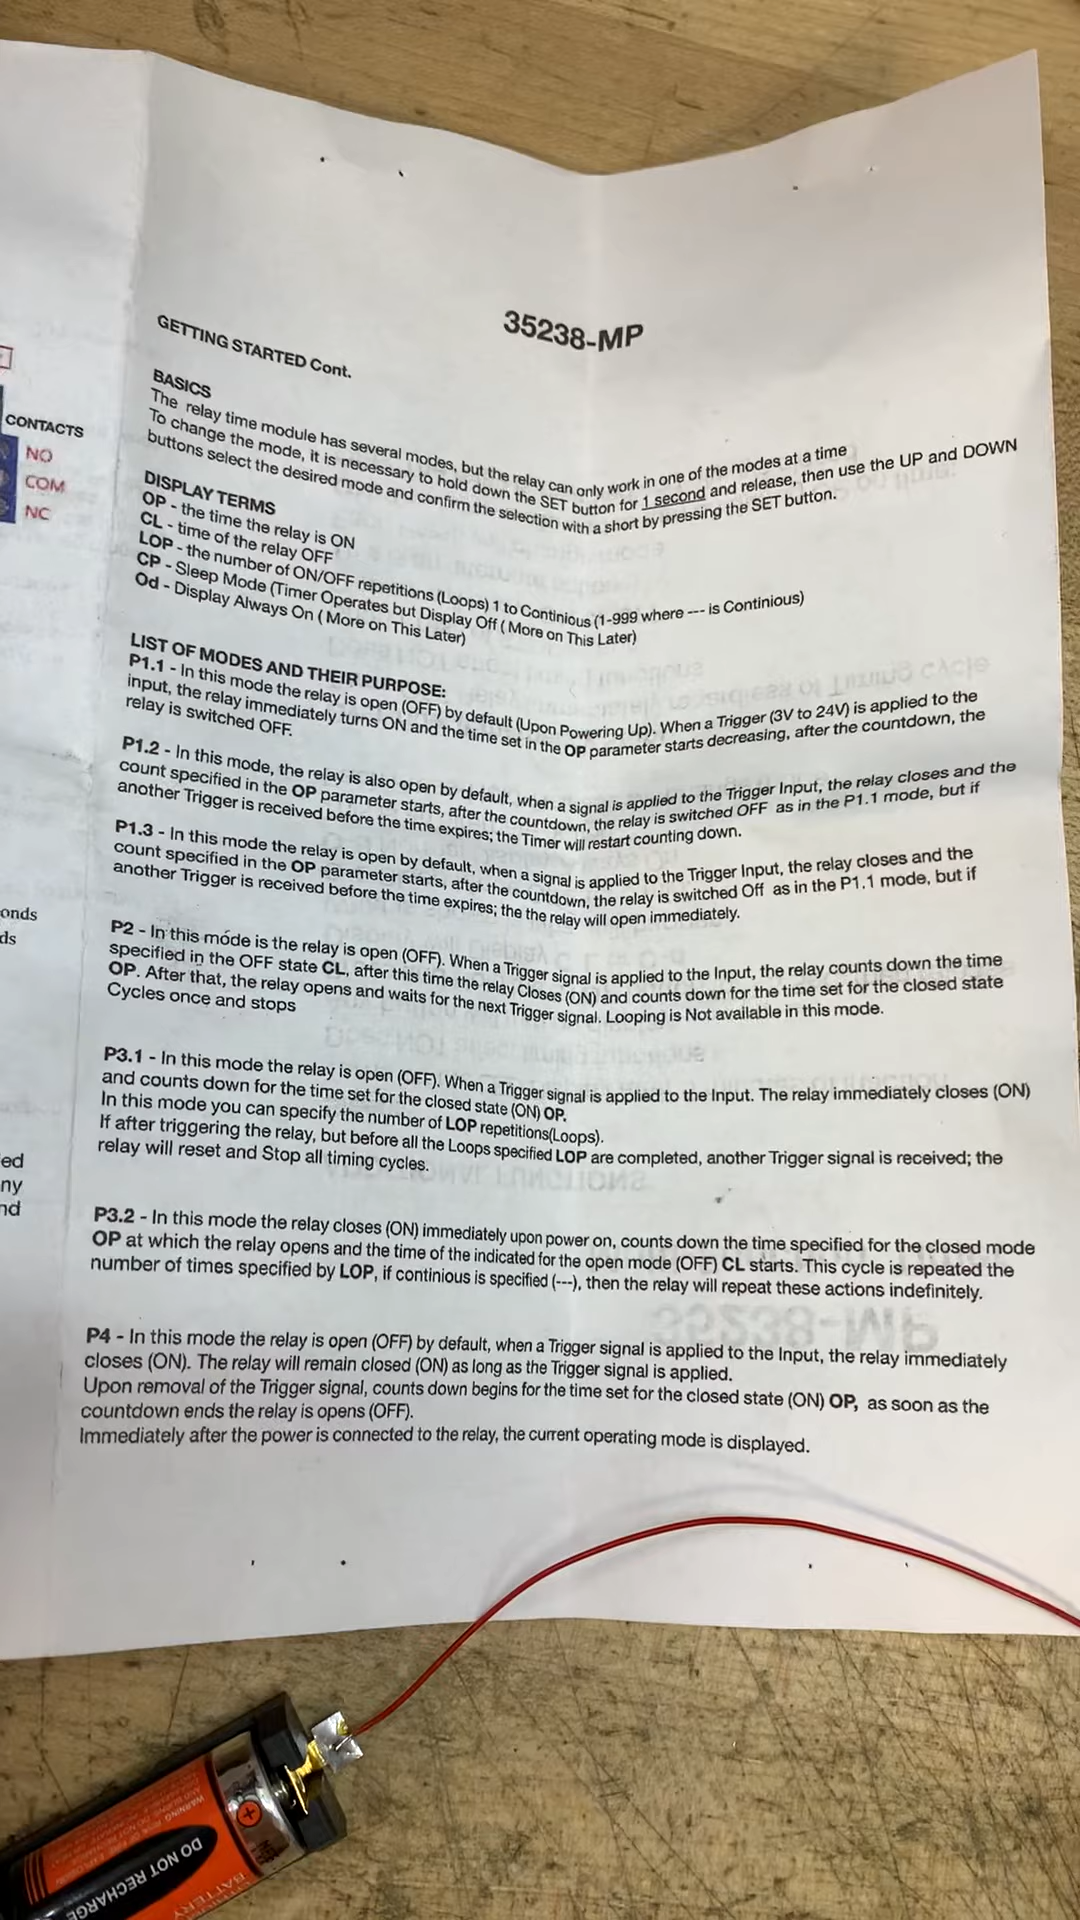 35238-MP
GETTING STARTED Cont.
BASICS
The relay time module has several modes, but the relay can only work in one of the modes at a time
To change the mode, it is necessary to hold down the SET button for 1 second and release, then use the UP and DOWN
buttons select the desired mode and confirm the selection with a short by pressing the SET button.
DISPLAY TERMS
OP - the time the relay is ON
CL - time of the relay OFF
LOP - the number of ON/OFF repetitions (Loops) 1 to Continious (1-999 where --- is Continious)
CP - Sleep Mode (Timer Operates but Display Off ( More on This Later)
Od - Display Always On ( More on This Later)
LIST OF MODES AND THEIR PURPOSE:
P1.1 - In this mode the relay is open (OFF) by default (Upon Powering Up). When a Trigger (3V to 24V) is applied to the
input, the relay immediately turns ON and the time set in the OP parameter starts decreasing, after the countdown, the
relay is switched OFF.
P1.2 - In this mode, the relay is also open by default, when a signal is applied to the Trigger Input, the relay closes and the
count specified in the OP parameter starts, after the countdown, the relay is switched OFF as in the P1.1 mode, but if
another Trigger is received before the time expires; the Timer will restart counting down.
P1.3 - In this mode the relay is open by default, when a signal is applied to the Trigger Input, the relay closes and the
count specified in the OP parameter starts, after the countdown, the relay is switched Off as in the P1.1 mode, but if
another Trigger is received before the time expires; the the relay will open immediately.
P2 - In this mode is the relay is open (OFF). When a Trigger signal is applied to the Input, the relay counts down the time
specified in the OFF state CL, after this time the relay Closes (ON) and counts down for the time set for the closed state
OP. After that, the relay opens and waits for the next Trigger signal. Looping is Not available in this mode.
Cycles once and stops
P3.1 - In this mode the relay is open (OFF). When a Trigger signal is applied to the Input. The relay immediately closes (ON)
and counts down for the time set for the closed state (ON) OP.
In this mode you can specify the number of LOP repetitions(Loops).
If after triggering the relay, but before all the Loops specified LOP are completed, another Trigger signal is received; the
relay will reset and Stop all timing cycles.
P3.2 - In this mode the relay closes (ON) immediately upon power on, counts down the time specified for the closed mode
OP at which the relay opens and the time of the indicated for the open mode (OFF) CL starts. This cycle is repeated the
number of times specified by LOP, if continious is specified (---), then the relay will repeat these actions indefinitely.
P4 - In this mode the relay is open (OFF) by default, when a Trigger signal is applied to the Input, the relay immediately
closes (ON). The relay will remain closed (ON) as long as the Trigger signal is applied.
Upon removal of the Trigger signal, counts down begins for the time set for the closed state (ON) OP, as soon as the
countdown ends the relay is opens (OFF).
Immediately after the power is connected to the relay, the current operating mode is displayed.
CONTACTS
NO
COM
NC
onds
ds
ed
ny
nd
DO NOT RECHARGE
BATTERY